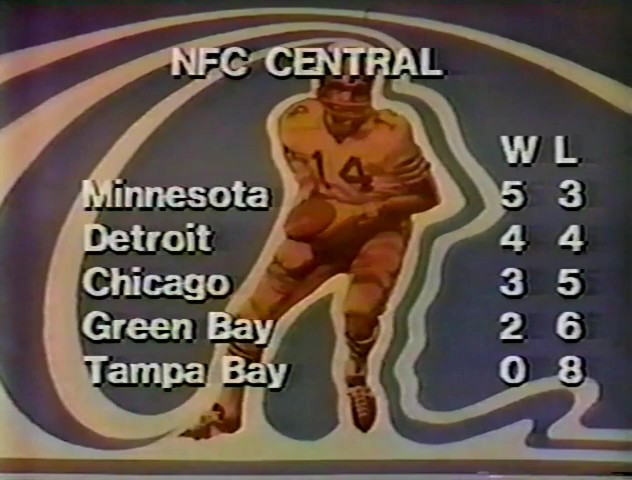 NFC CENTRAL
W L
14
Minnesota 5 3
Detroit 4 4
Chicago 3 5
Green Bay 2 6
Tampa Bay 0 8